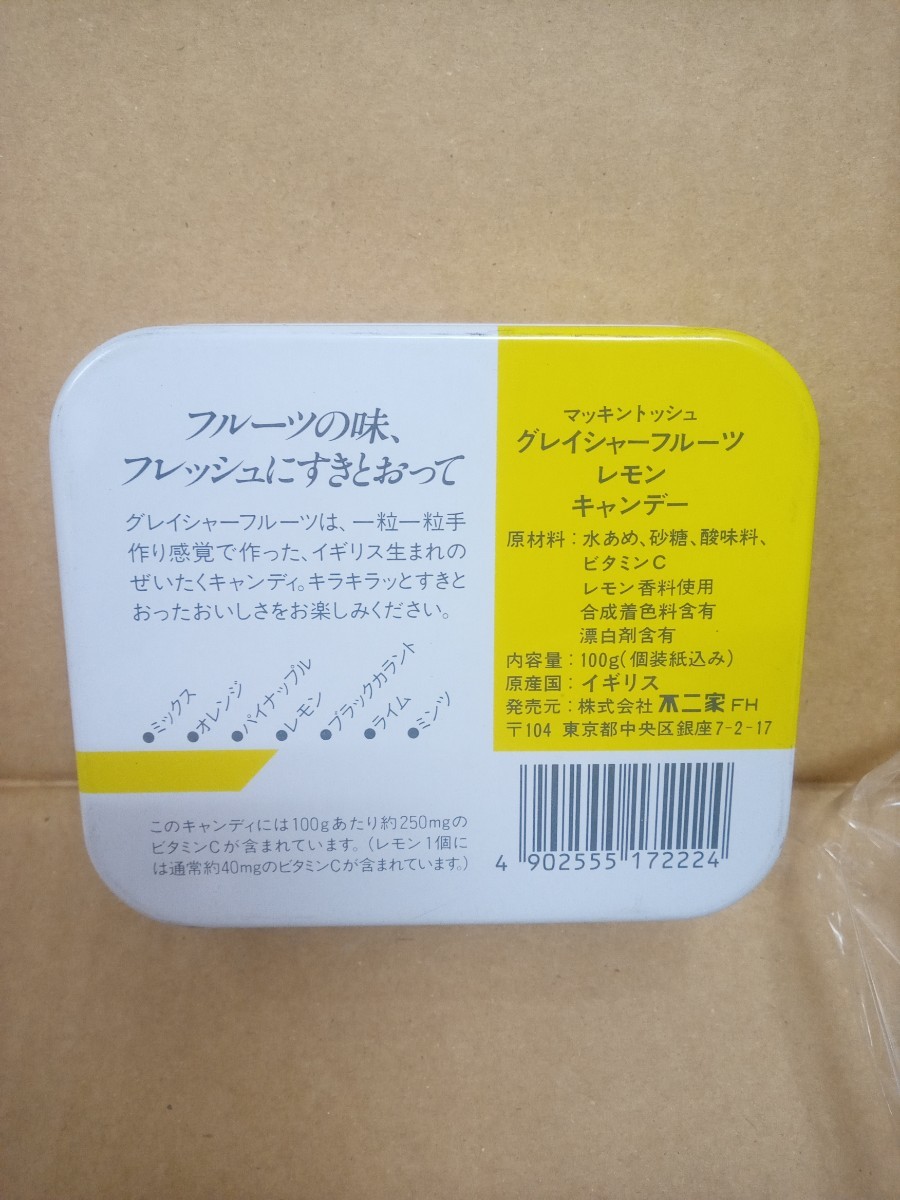 フルーツの味、
フレッシュにすきとおって
グレイシャーフルーツは、一粒一粒手
作り感覚で作った、イギリス生まれの
ぜいたくキャンディ。キラキラッとすきと
おったおいしさをお楽しみください。
●ミックス
●オレンジ
●パイナップル
●レモン
●ブラックカラント
●ライム
●ミンツ
このキャンディには100gあたり約250mgの
ビタミンCが含まれています。(レモン1個に
は通常約40mgのビタミンCが含まれています。)
マッキントッシュ
グレイシャーフルーツ
レモン
キャンデー
原材料：水あめ、砂糖、酸味料、
ビタミンC
レモン香料使用
合成着色料含有
漂白剤含有
内容量：100g(個装紙込み)
原産国：イギリス
発売元：株式会社 不二家 FH
〒104 東京都中央区銀座7-2-17
4 902555 172224